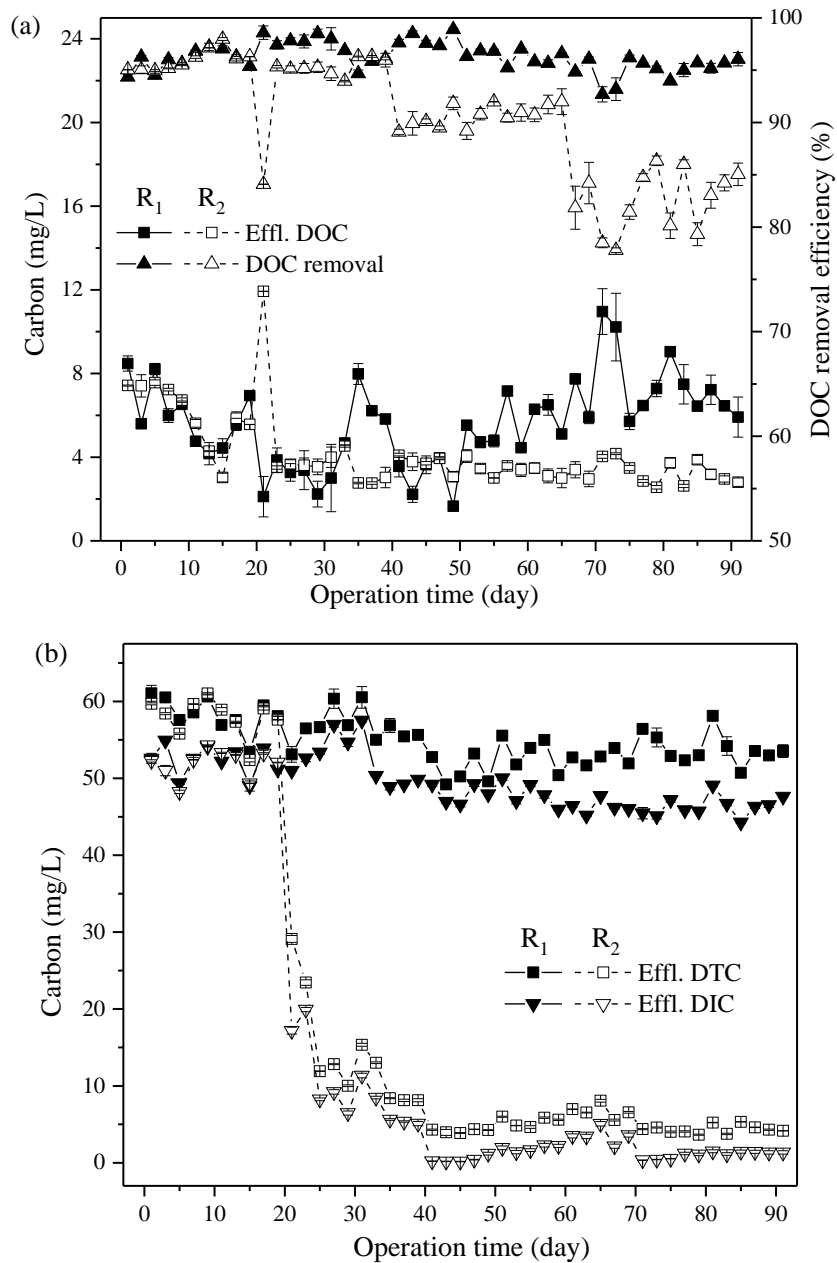 (a)
24
20
16
12
8
4
0
Carbon (mg/L)
100
90
80
70
60
50
DOC removal efficiency (%)
R1 R2
Effl. DOC
DOC removal
0 10 20 30 40 50 60 70 80 90
Operation time (day)
(b)
60
50
40
30
20
10
0
Carbon (mg/L)
R1 R2
Effl. DTC
Effl. DIC
0 10 20 30 40 50 60 70 80 90
Operation time (day)